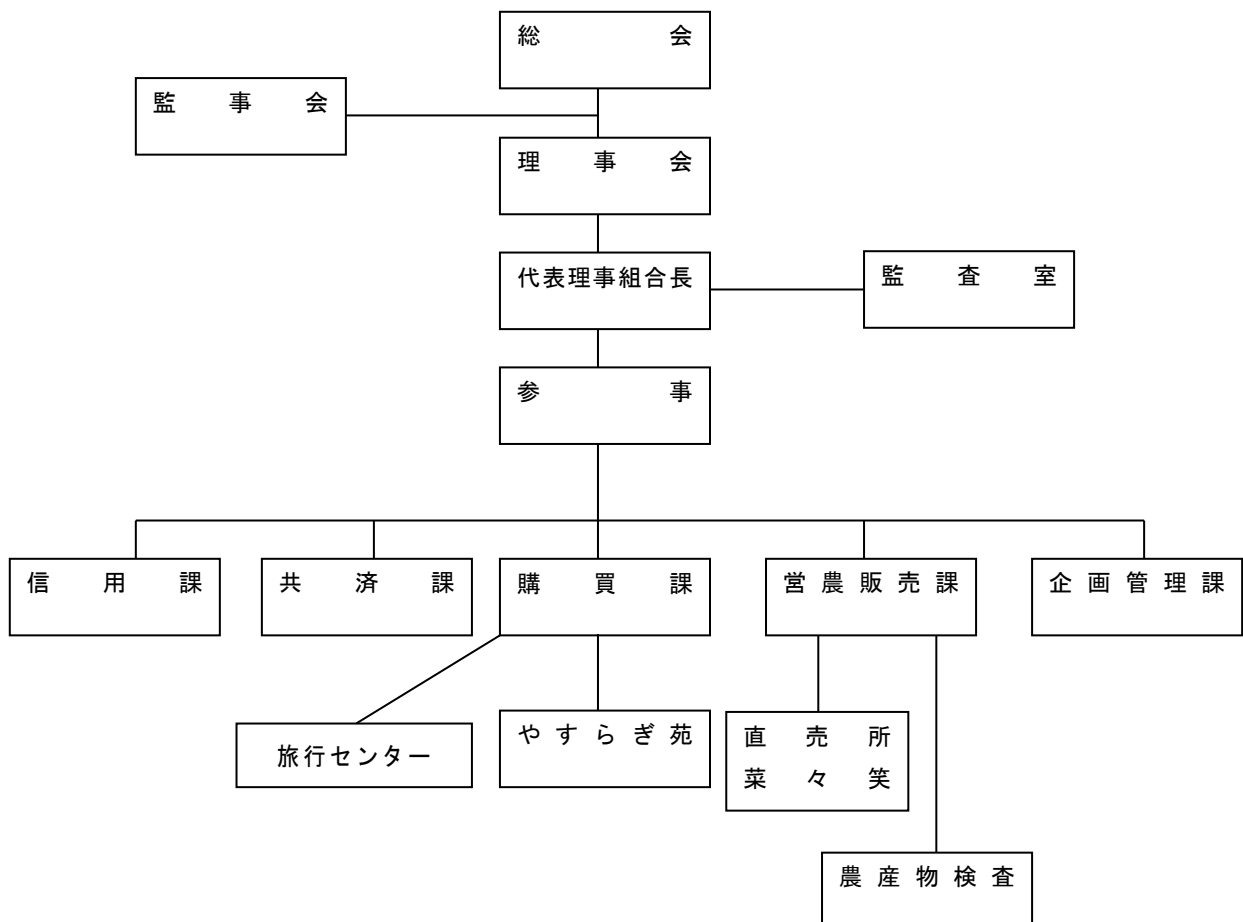 総会
監事会
理事会
代表理事組合長
監査室
参事
信用課
共済課
購買課
営農販売課
企画管理課
旅行センター
やすらぎ苑
直売所
菜々笑
農産物検査